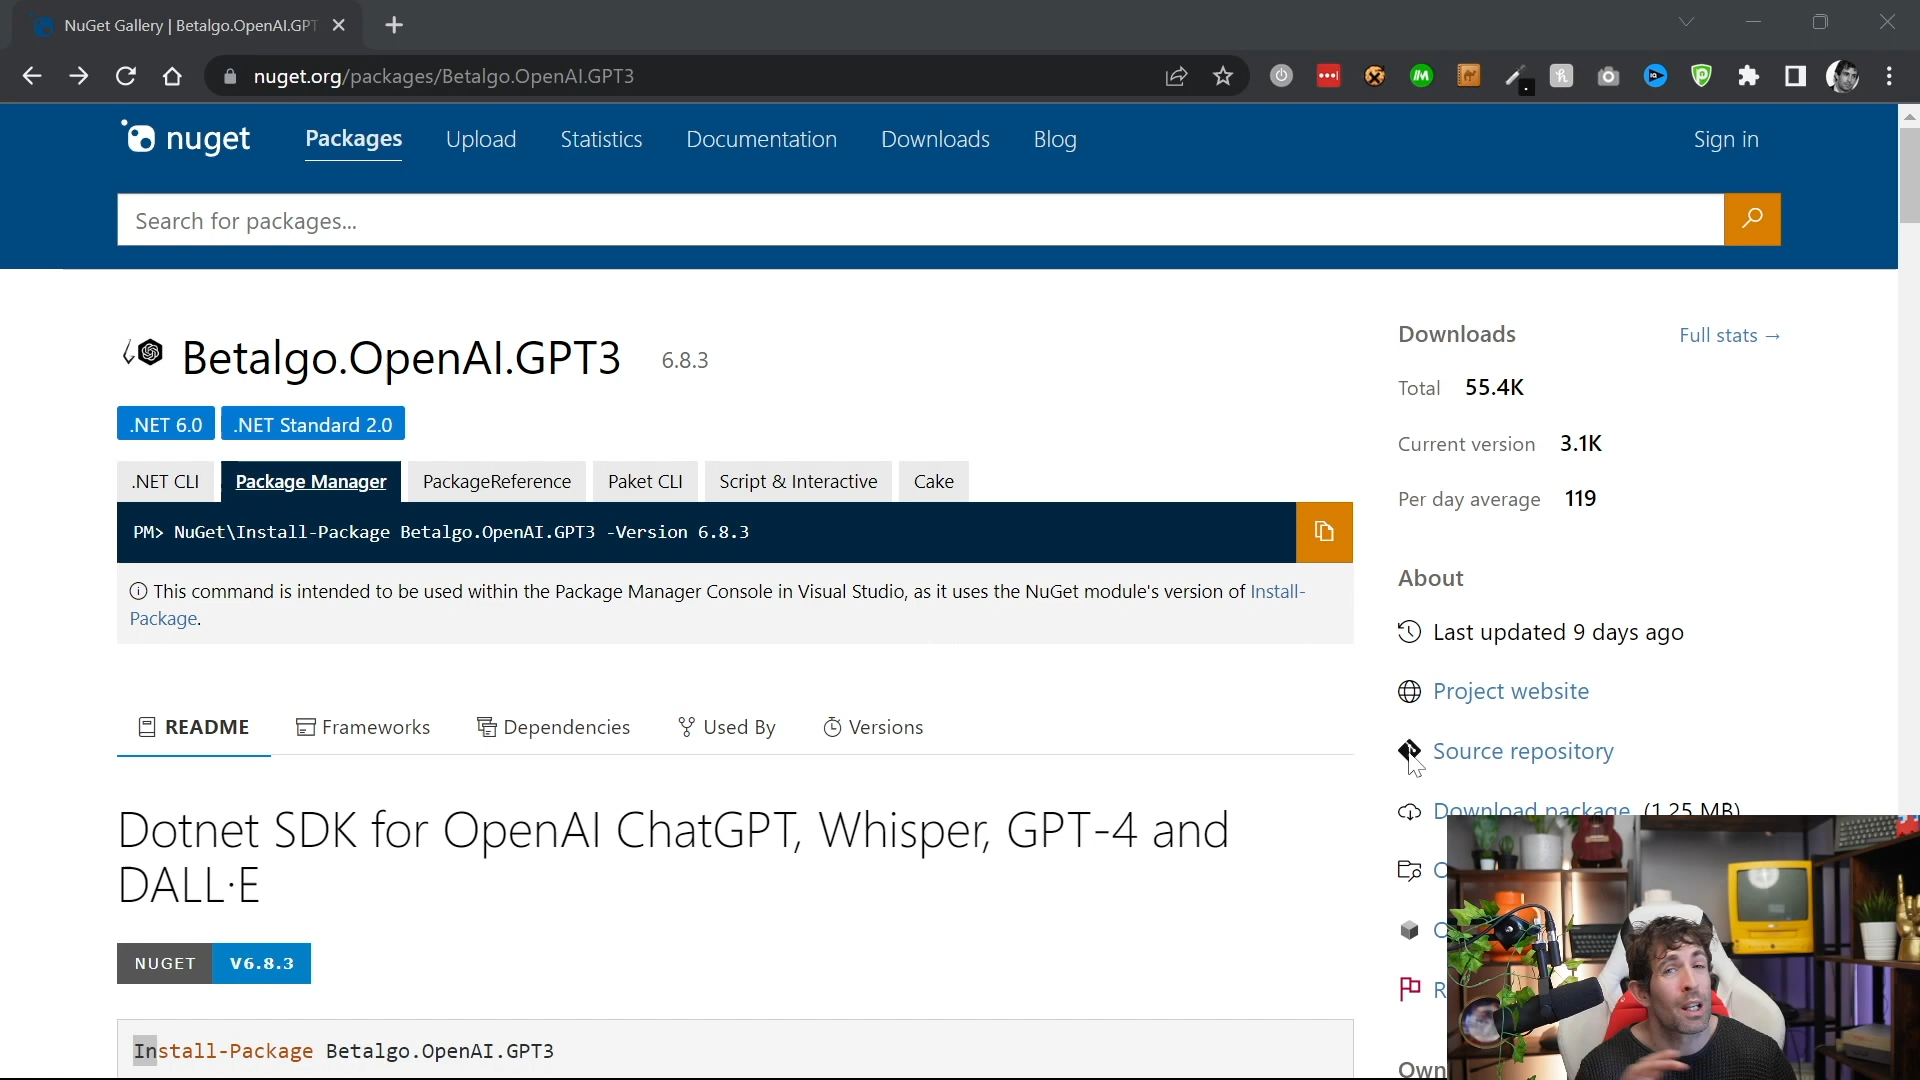 NuGet Gallery | Betalgo.OpenAI.GPT
nuget.org/packages/Betalgo.OpenAI.GPT3
nuget Packages Upload Statistics Documentation Downloads Blog Sign in
Search for packages...
Betalgo.OpenAI.GPT3 6.8.3
.NET 6.0 .NET Standard 2.0
.NET CLI Package Manager PackageReference Paket CLI Script & Interactive Cake
PM> NuGet\Install-Package Betalgo.OpenAI.GPT3 -Version 6.8.3
This command is intended to be used within the Package Manager Console in Visual Studio, as it uses the NuGet module's version of Install-
Package.
README Frameworks Dependencies Used By Versions
Dotnet SDK for OpenAI ChatGPT, Whisper, GPT-4 and
DALL·E
NUGET V6.8.3
Install-Package Betalgo.OpenAI.GPT3
Downloads Full stats →
Total 55.4K
Current version 3.1K
Per day average 119
About
Last updated 9 days ago
Project website
Source repository
Download package (1.25 MB)